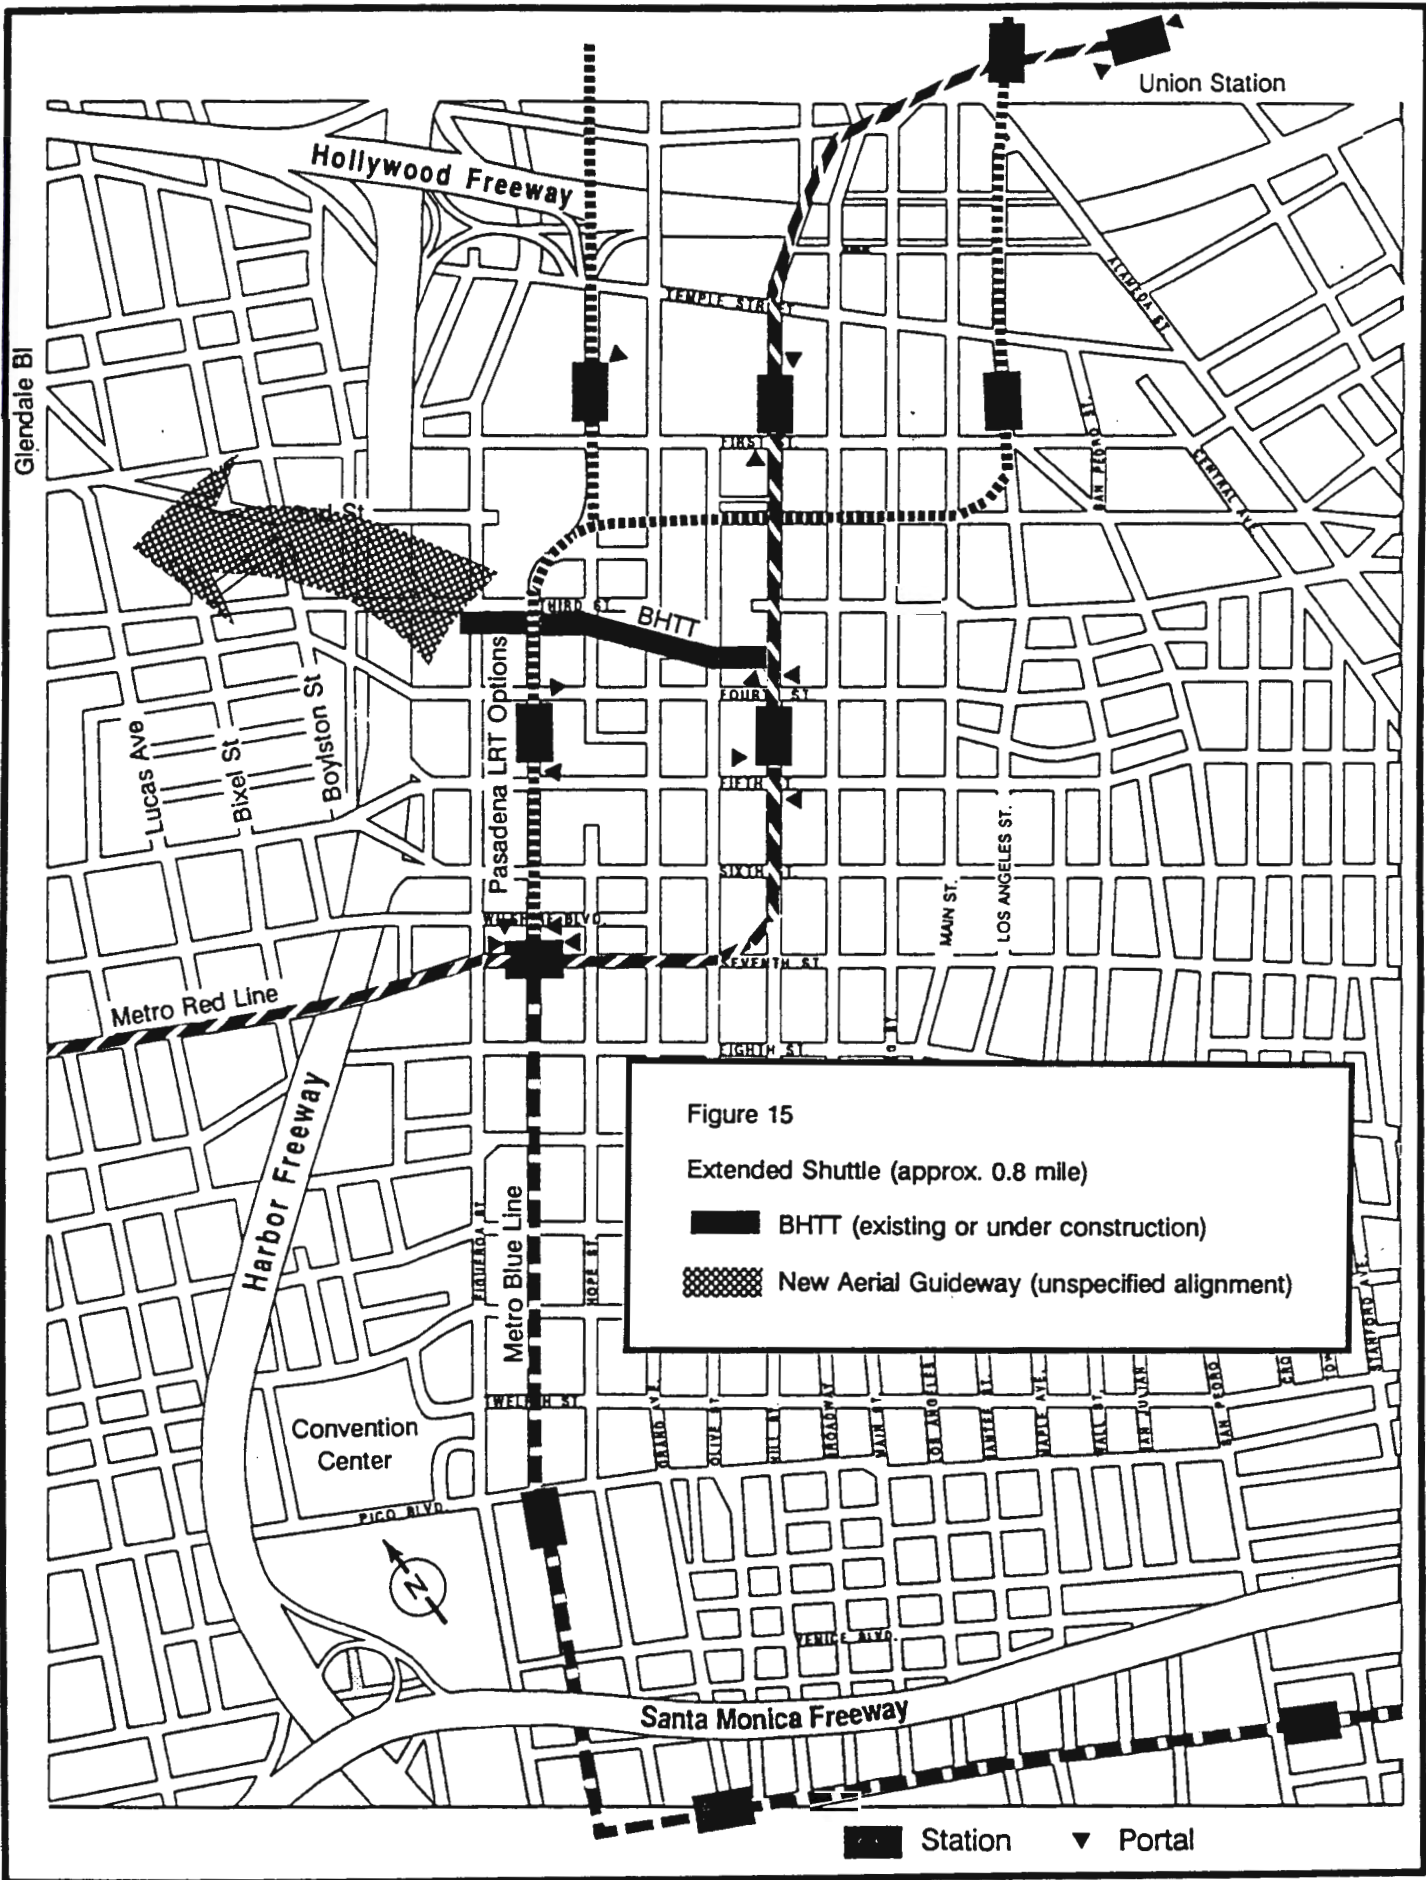 Union Station
Hollywood Freeway
TEMPLE STREET
ALAMEDA ST.
Glendale Bl
FIRST ST.
SAN PEDRO ST.
CENTRAL AVE
St
THIRD ST.
BHTT
FOURTH ST.
Pasadena LRT Options
Lucas Ave
Bixel St
Boylston St
FIFTH ST.
SIXTH ST.
MAIN ST.
LOS ANGELES ST.
WILSHIRE BLVD.
SEVENTH ST.
Metro Red Line
EIGHTH ST.
Harbor Freeway
Figure 15
Extended Shuttle (approx. 0.8 mile)
BHTT (existing or under construction)
New Aerial Guideway (unspecified alignment)
FIGUEROA ST
Metro Blue Line
HOPE ST.
STANFORD AVE.
TWELFTH ST
GRAND AVE.
OLIVE ST.
HILL ST.
BROADWAY
MAIN ST.
LOS ANGELES
SANTEE ST.
MAPLE AVE.
WALL ST.
SAN JULIAN
SAN PEDRO
Convention
Center
PICO BLVD.
N
VENICE BLVD.
Santa Monica Freeway
Station
Portal